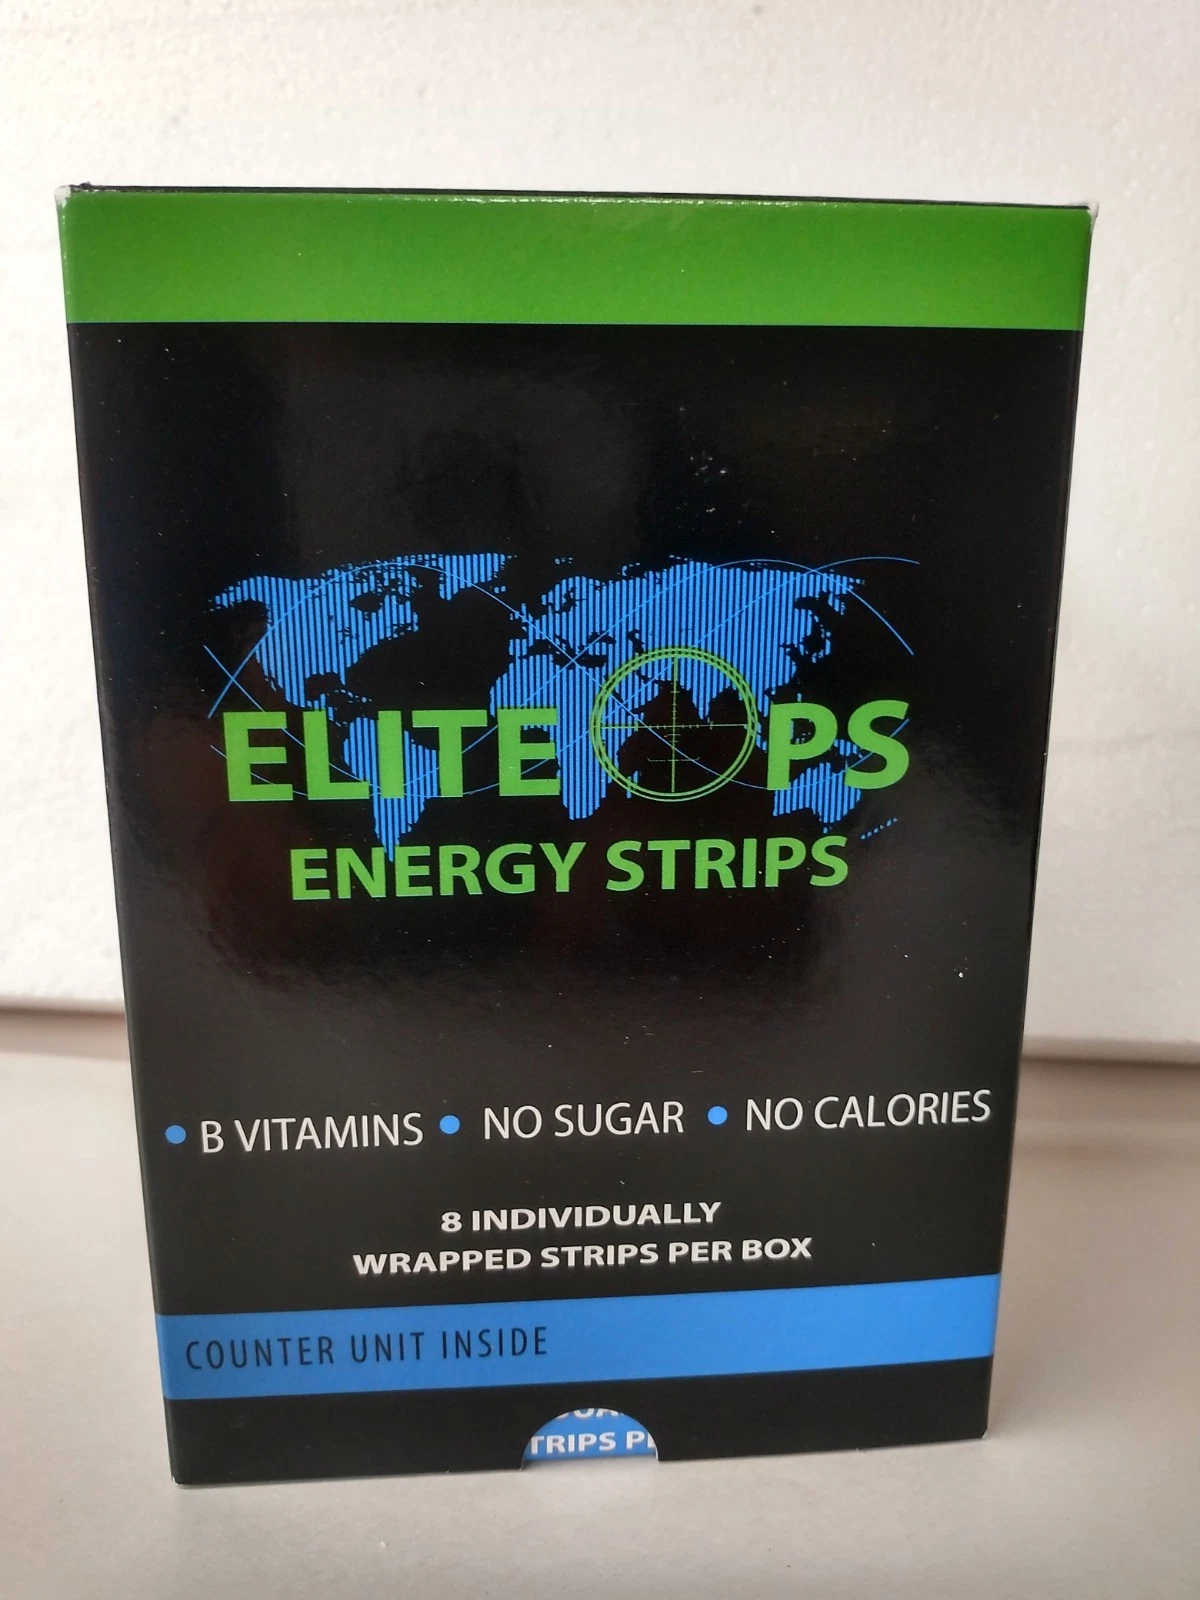 ELITE OPS
ENERGY STRIPS
• B VITAMINS • NO SUGAR • NO CALORIES
8 INDIVIDUALLY
WRAPPED STRIPS PER BOX
COUNTER UNIT INSIDE